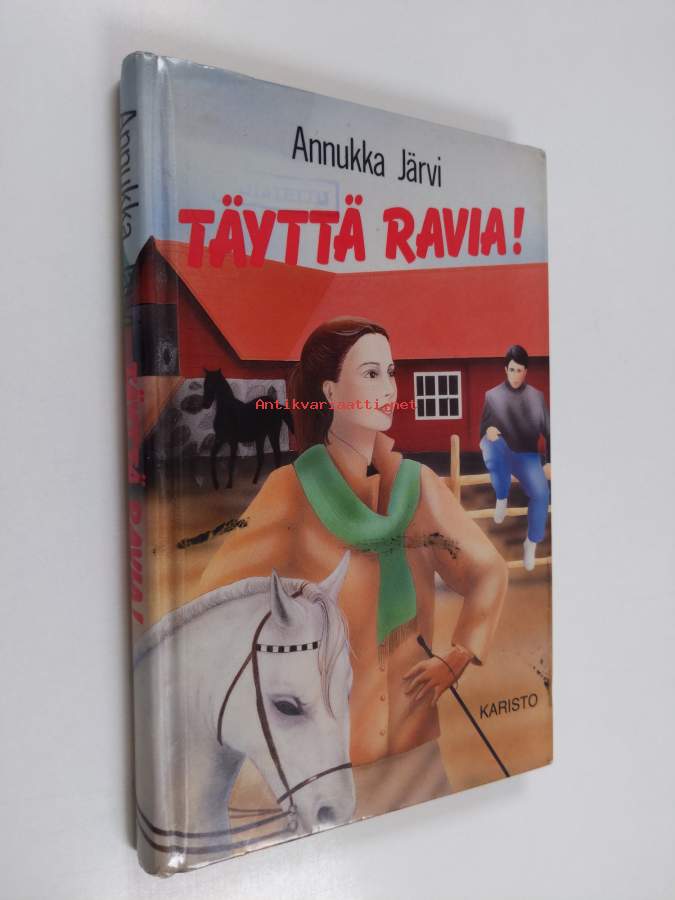 Annukka Järvi
TÄYTTÄ RAVIA!
Antikvariaatti.net
KARISTO
Annukka Järvi
TÄYTTÄ RAVIA!